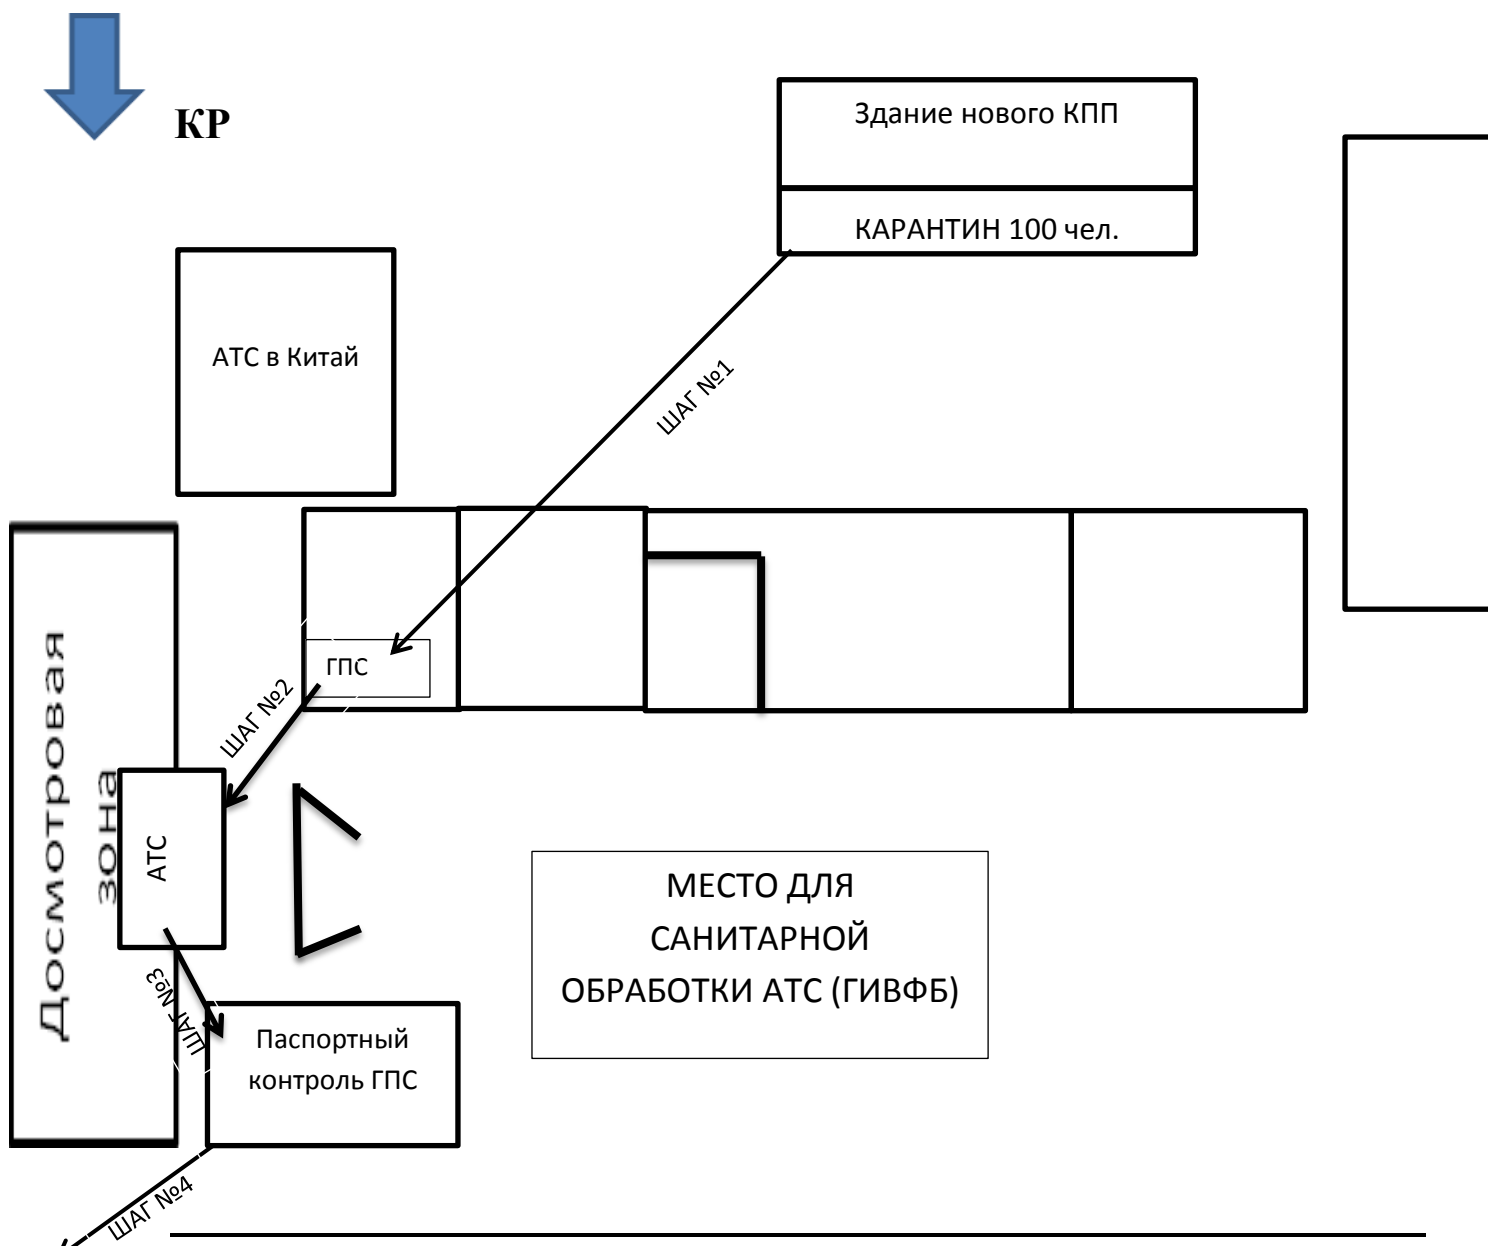 КР
Здание нового КПП
КАРАНТИН 100 чел.
АТС в Китай
ШАГ №1
ГПС
ШАГ №2
Досмотровая
зона
АТС
МЕСТО ДЛЯ
САНИТАРНОЙ
ОБРАБОТКИ АТС (ГИВФБ)
ШАГ №3
Паспортный
контроль ГПС
ШАГ №4